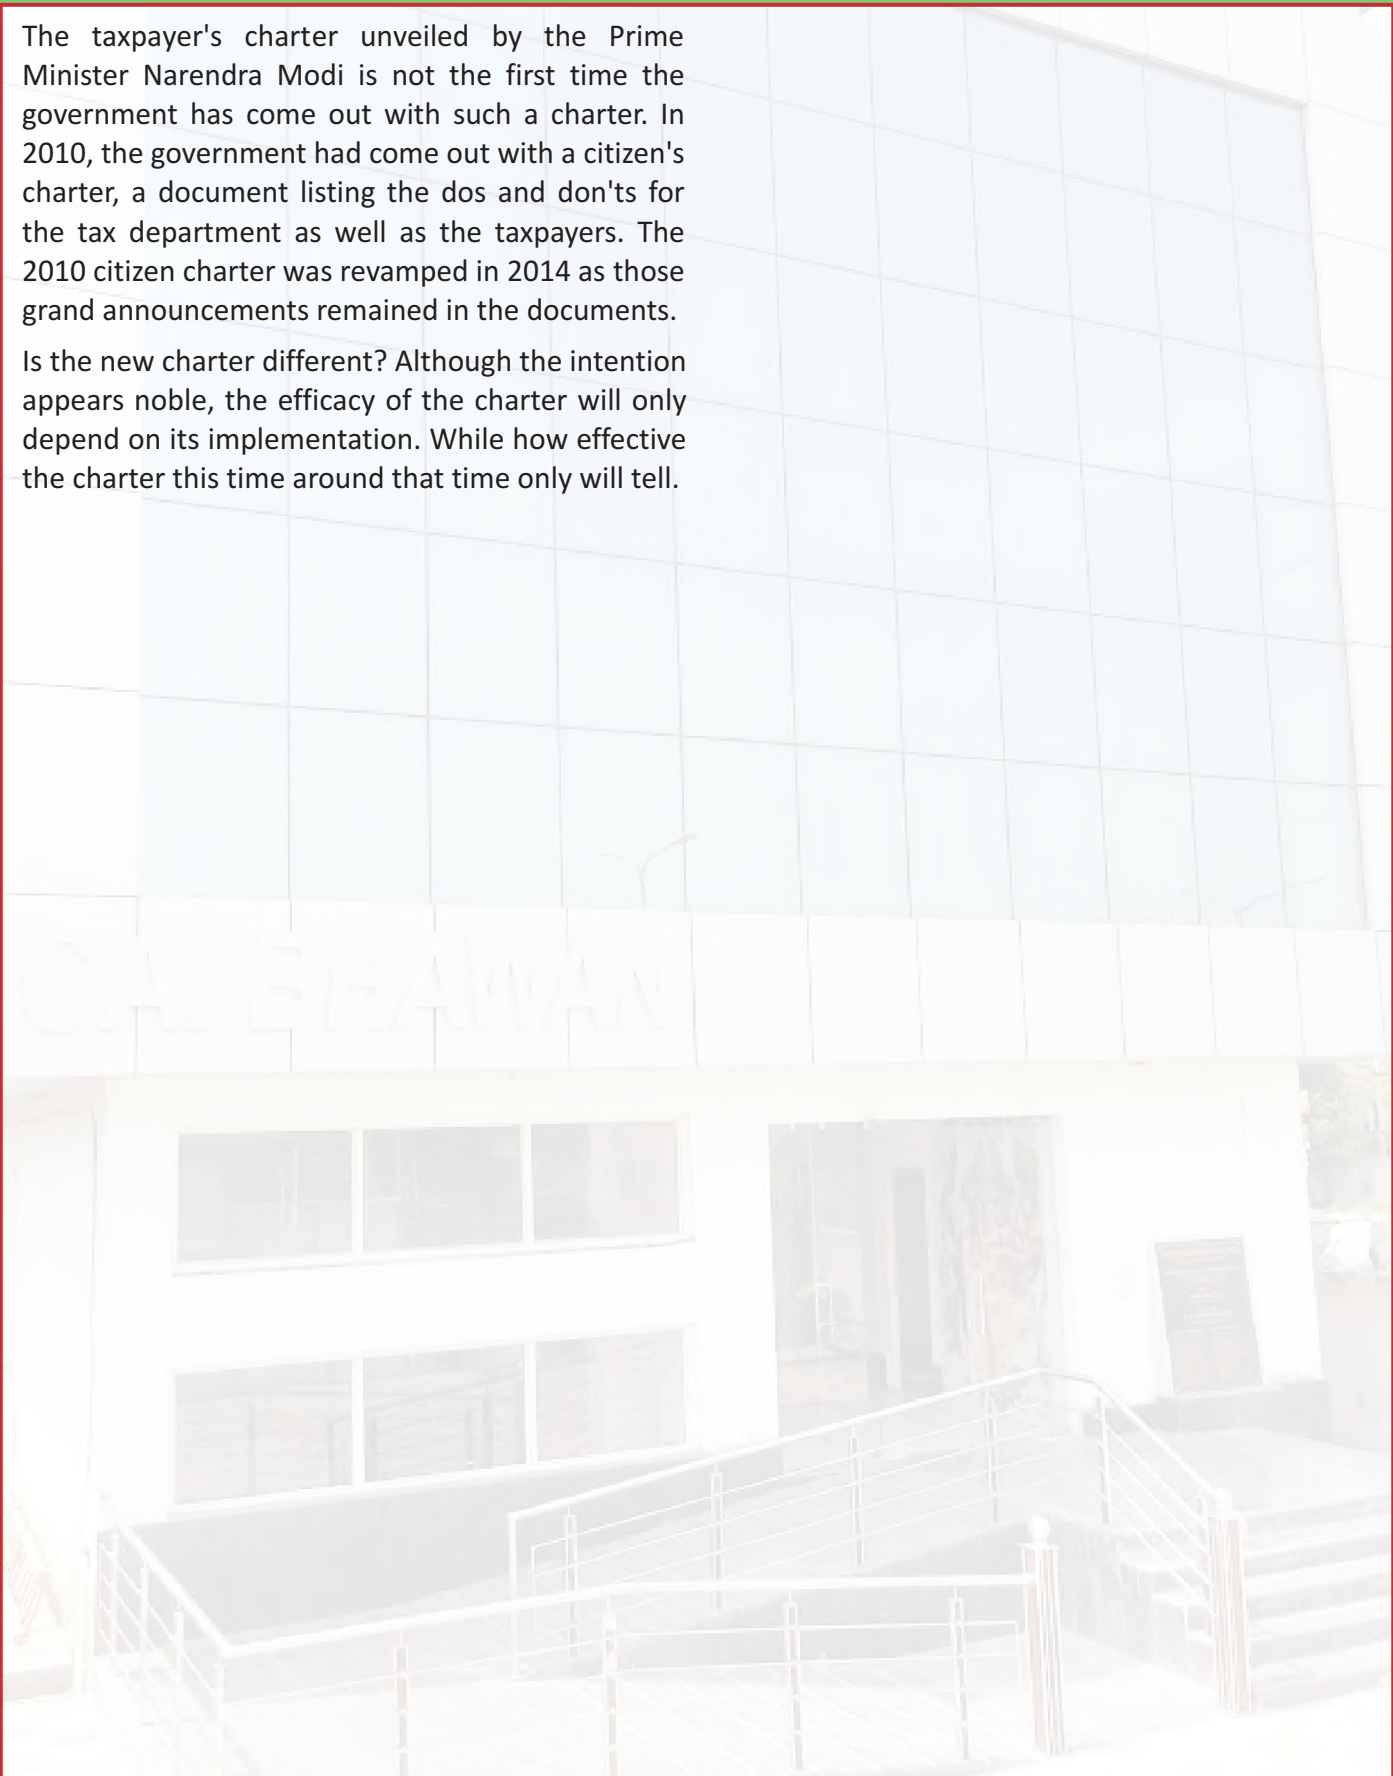 The taxpayer's charter unveiled by the Prime
Minister Narendra Modi is not the first time the
government has come out with such a charter. In
2010, the government had come out with a citizen's
charter, a document listing the dos and don'ts for
the tax department as well as the taxpayers. The
2010 citizen charter was revamped in 2014 as those
grand announcements remained in the documents.
Is the new charter different? Although the intention
appears noble, the efficacy of the charter will only
depend on its implementation. While how effective
the charter this time around that time only will tell.
CAI BHAWAN